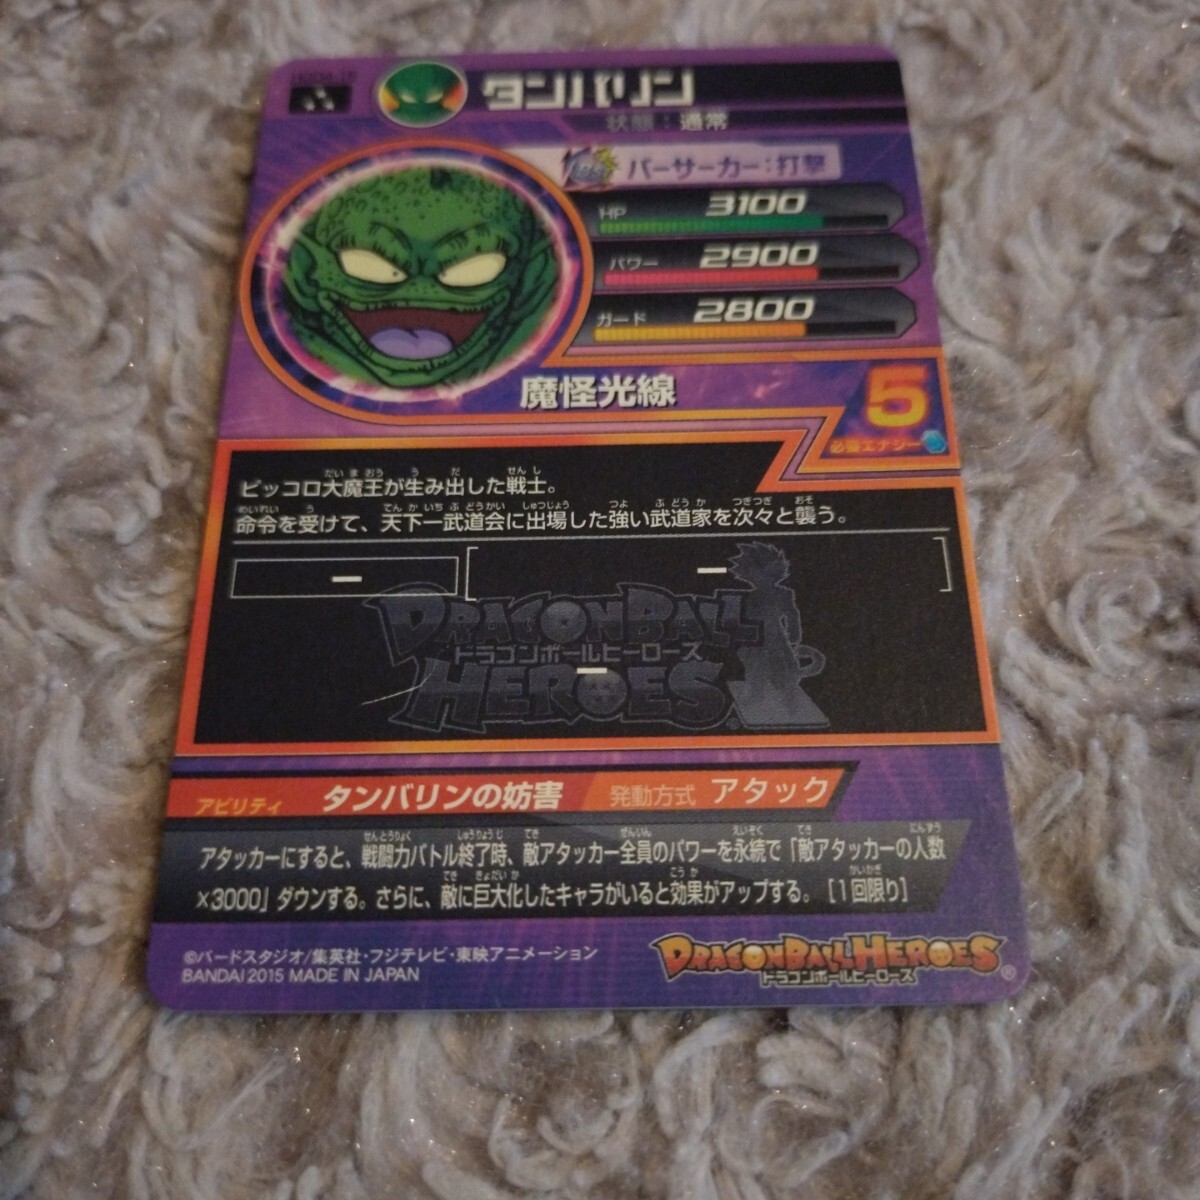 タンバリン
状態：通常
バーサーカー：打撃
HP 3100
パワー 2900
ガード 2800
魔怪光線
5
必要エナジー
ピッコロ大魔王が生み出した戦士。
命令を受けて、天下一武道会に出場した強い武道家を次々と襲う。
ー
ー
DRAGONBALL
ドラゴンボールヒーローズ
ー
HEROES
アビリティ タンバリンの妨害 発動方式 アタック
アタッカーにすると、戦闘力バトル終了時、敵アタッカー全員のパワーを永続で「敵アタッカーの人数
×3000」ダウンする。さらに、敵に巨大化したキャラがいると効果がアップする。［1回限り］
©バードスタジオ/集英社・フジテレビ・東映アニメーション
BANDAI 2015 MADE IN JAPAN
DRAGONBALL HEROES
ドラゴンボールヒーローズ
®